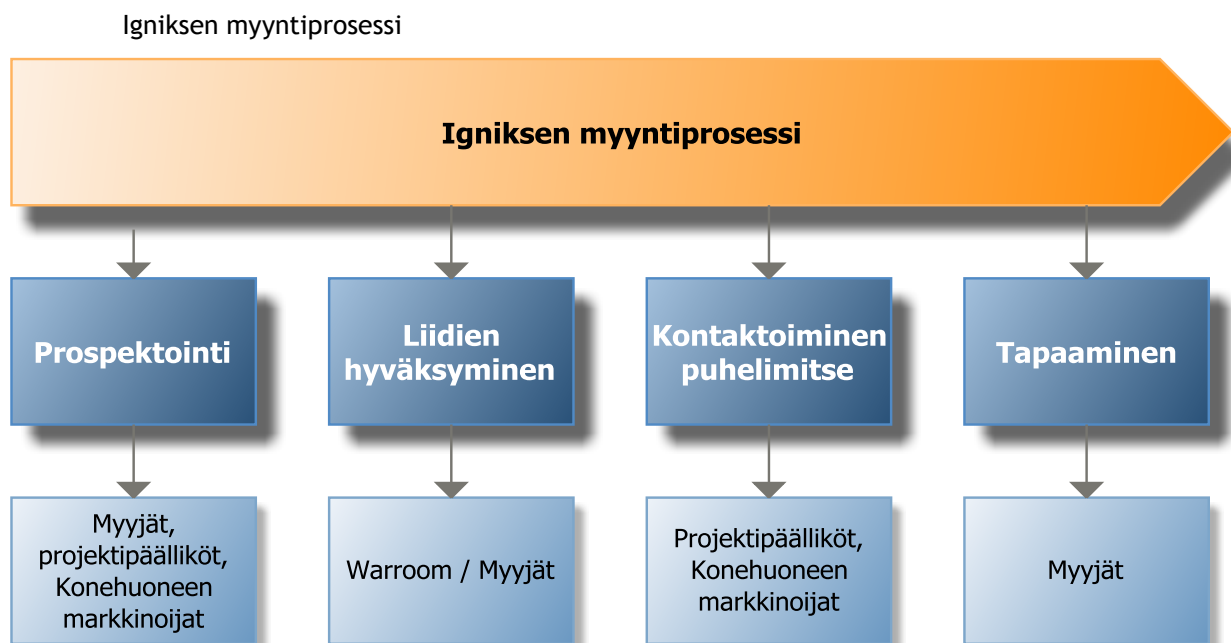 Igniksen myyntiprosessi
Igniksen myyntiprosessi
Prospektointi
Liidien
hyväksyminen
Kontaktoiminen
puhelimitse
Tapaaminen
Myyjät,
projektipäälliköt,
Konehuoneen
markkinoijat
Warroom / Myyjät
Projektipäälliköt,
Konehuoneen
markkinoijat
Myyjät